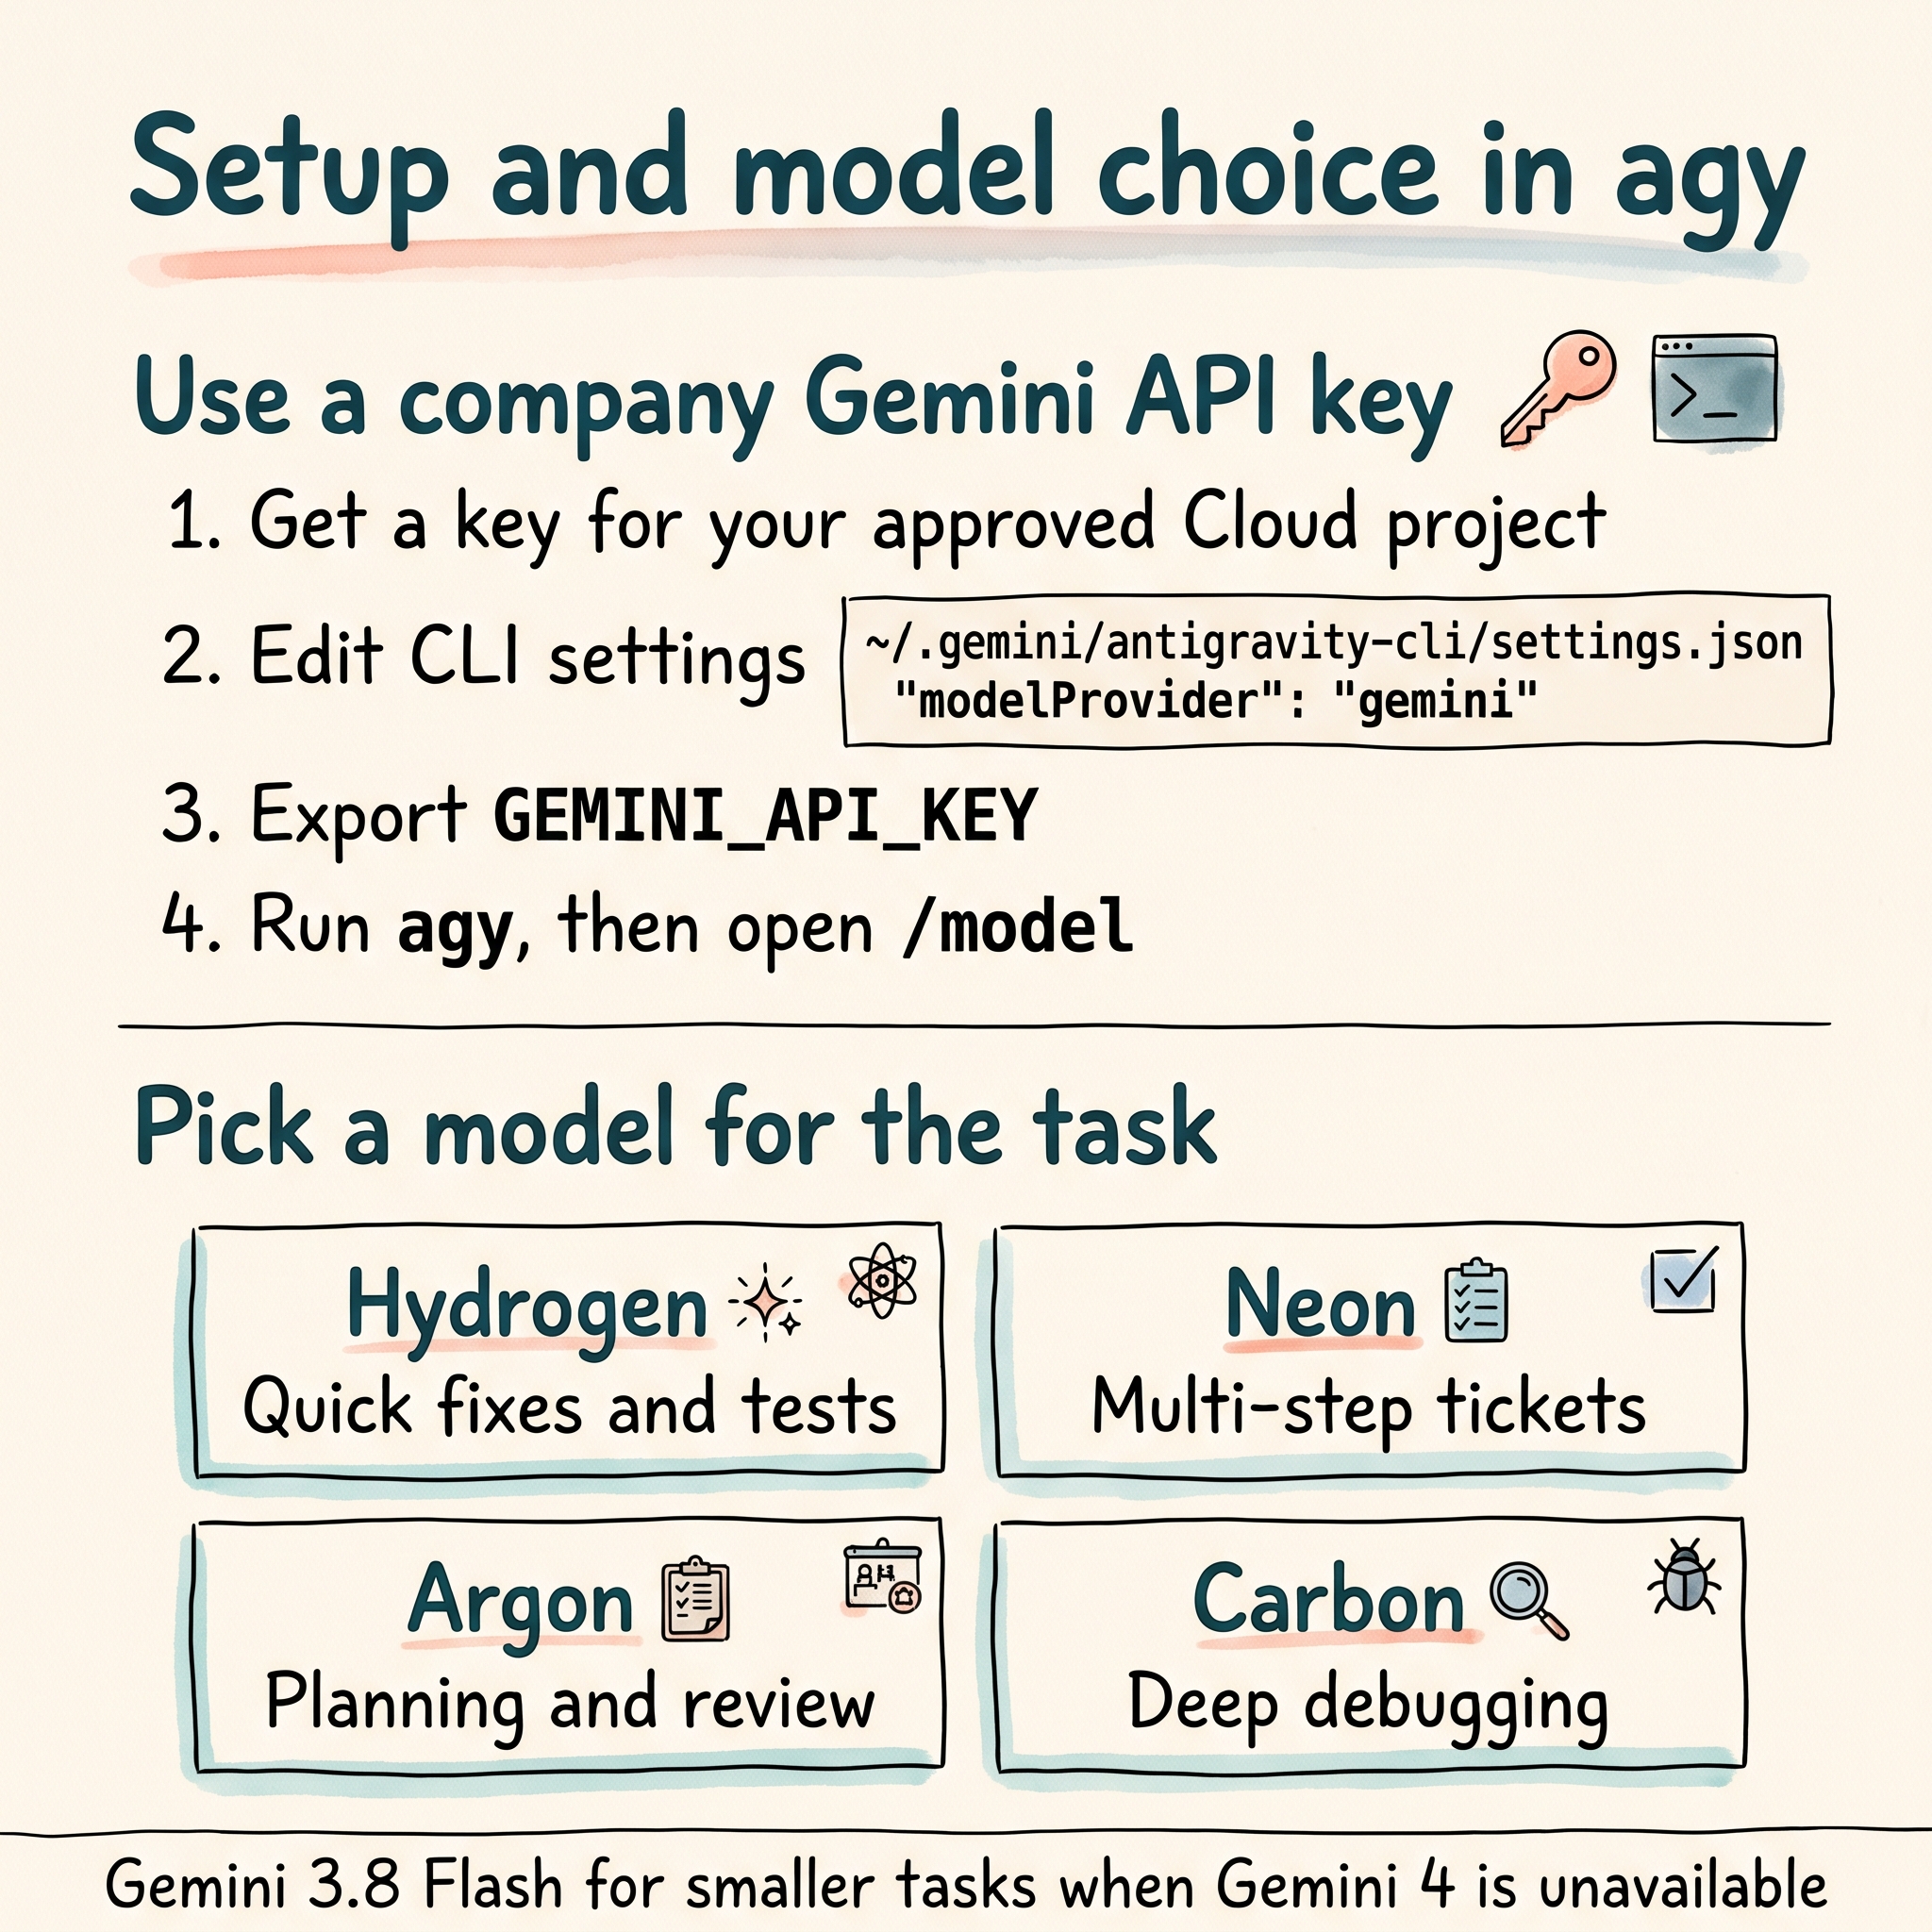 Setup and model choice in agy
Use a company Gemini API key
>_
1. Get a key for your approved Cloud project
2. Edit CLI settings
~/.gemini/antigravity-cli/settings.json
"modelProvider": "gemini"
3. Export GEMINI_API_KEY
4. Run agy, then open /model
Pick a model for the task
Hydrogen
Quick fixes and tests
Neon
Multi-step tickets
Argon
Planning and review
Carbon
Deep debugging
Gemini 3.8 Flash for smaller tasks when Gemini 4 is unavailable